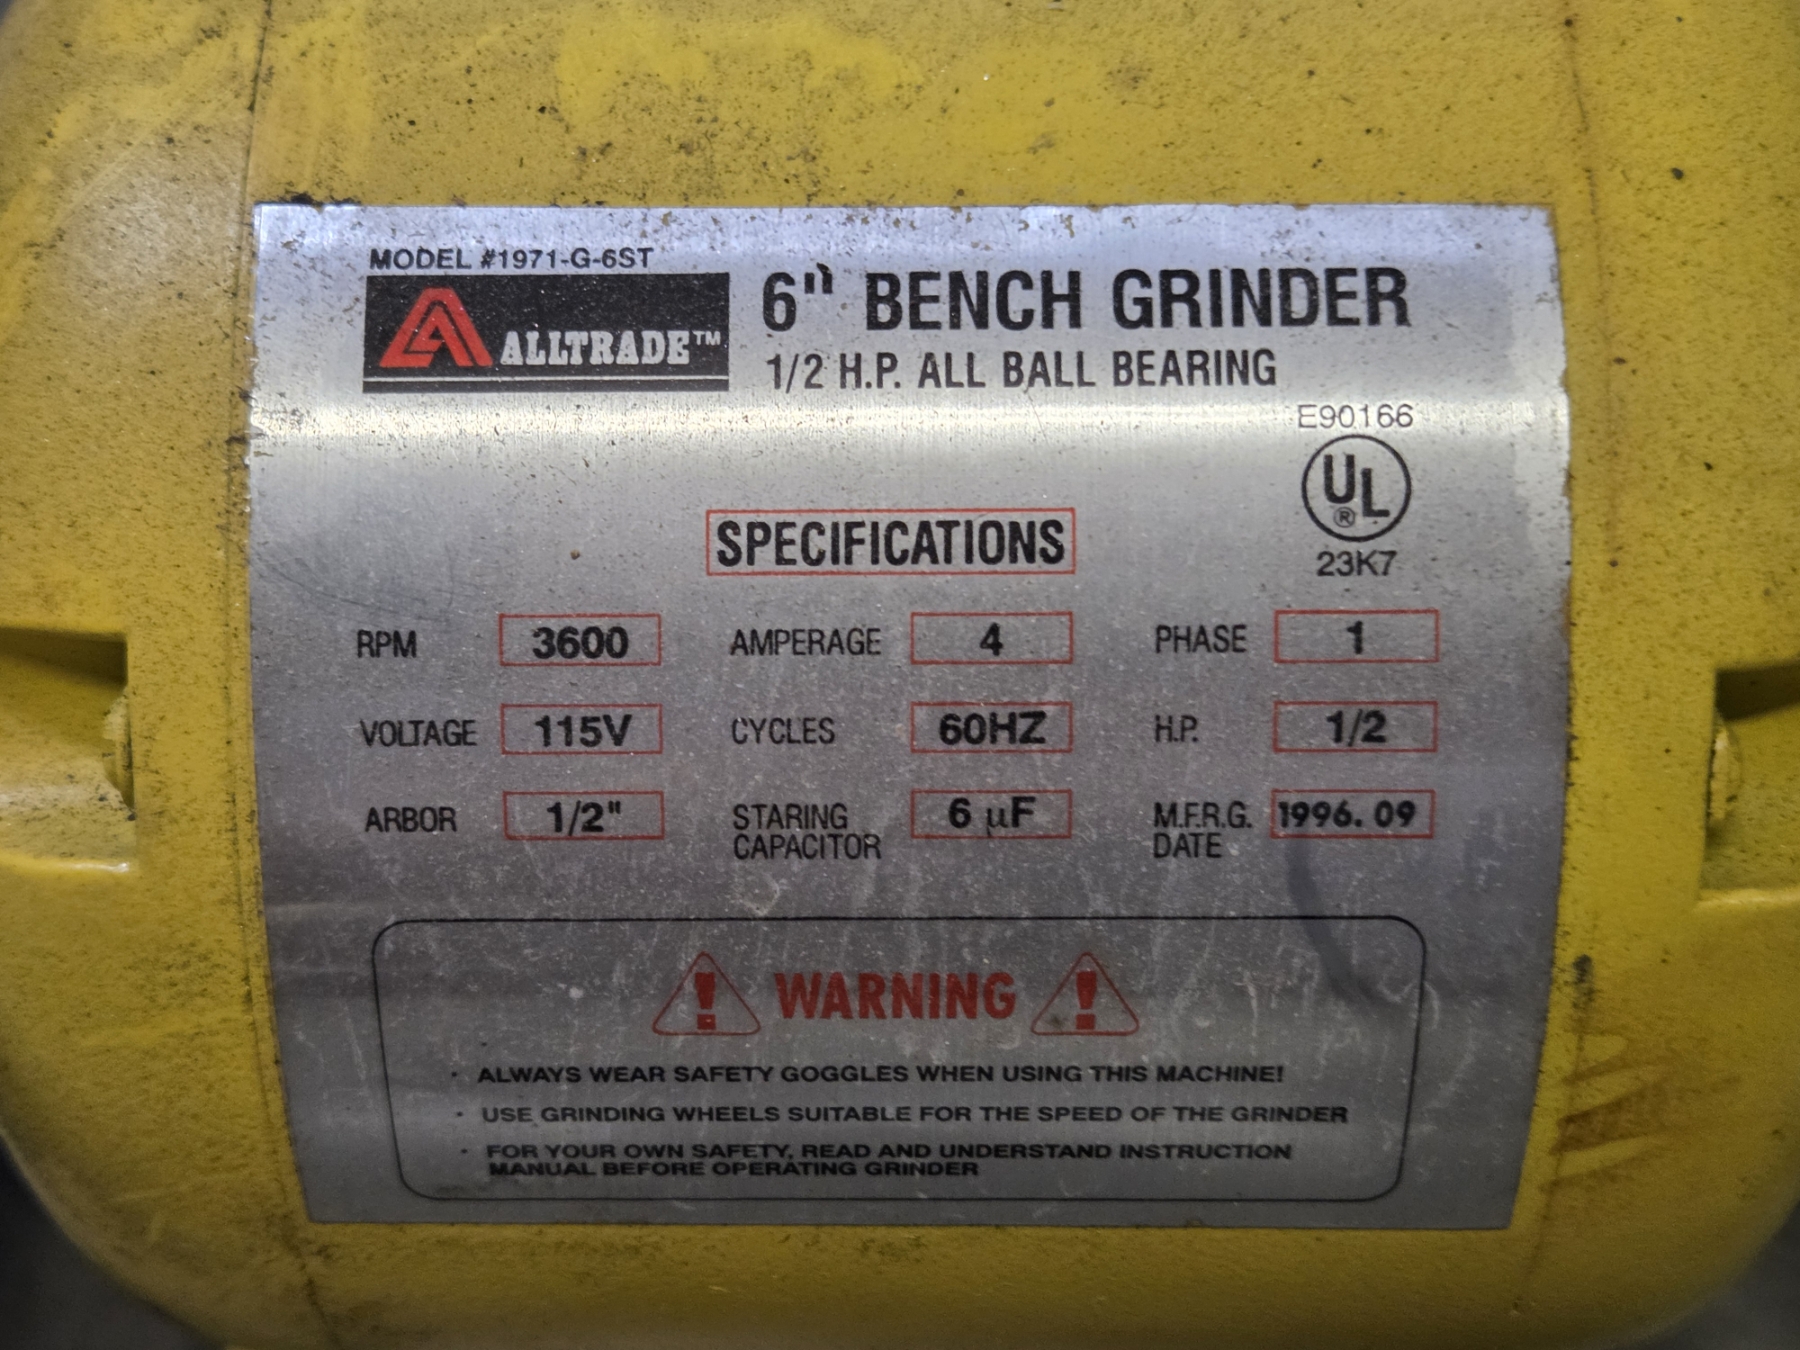 MODEL #1971-G-6ST
ALLTRADE™
6" BENCH GRINDER
1/2 H.P. ALL BALL BEARING
E90166
UL
®
23K7
SPECIFICATIONS
RPM 3600 AMPERAGE 4 PHASE 1
VOLTAGE 115V CYCLES 60HZ H.P. 1/2
ARBOR 1/2" STARING CAPACITOR 6 µF M.F.R.G. DATE 1996.09
WARNING
· ALWAYS WEAR SAFETY GOGGLES WHEN USING THIS MACHINE!
· USE GRINDING WHEELS SUITABLE FOR THE SPEED OF THE GRINDER
· FOR YOUR OWN SAFETY, READ AND UNDERSTAND INSTRUCTION
MANUAL BEFORE OPERATING GRINDER